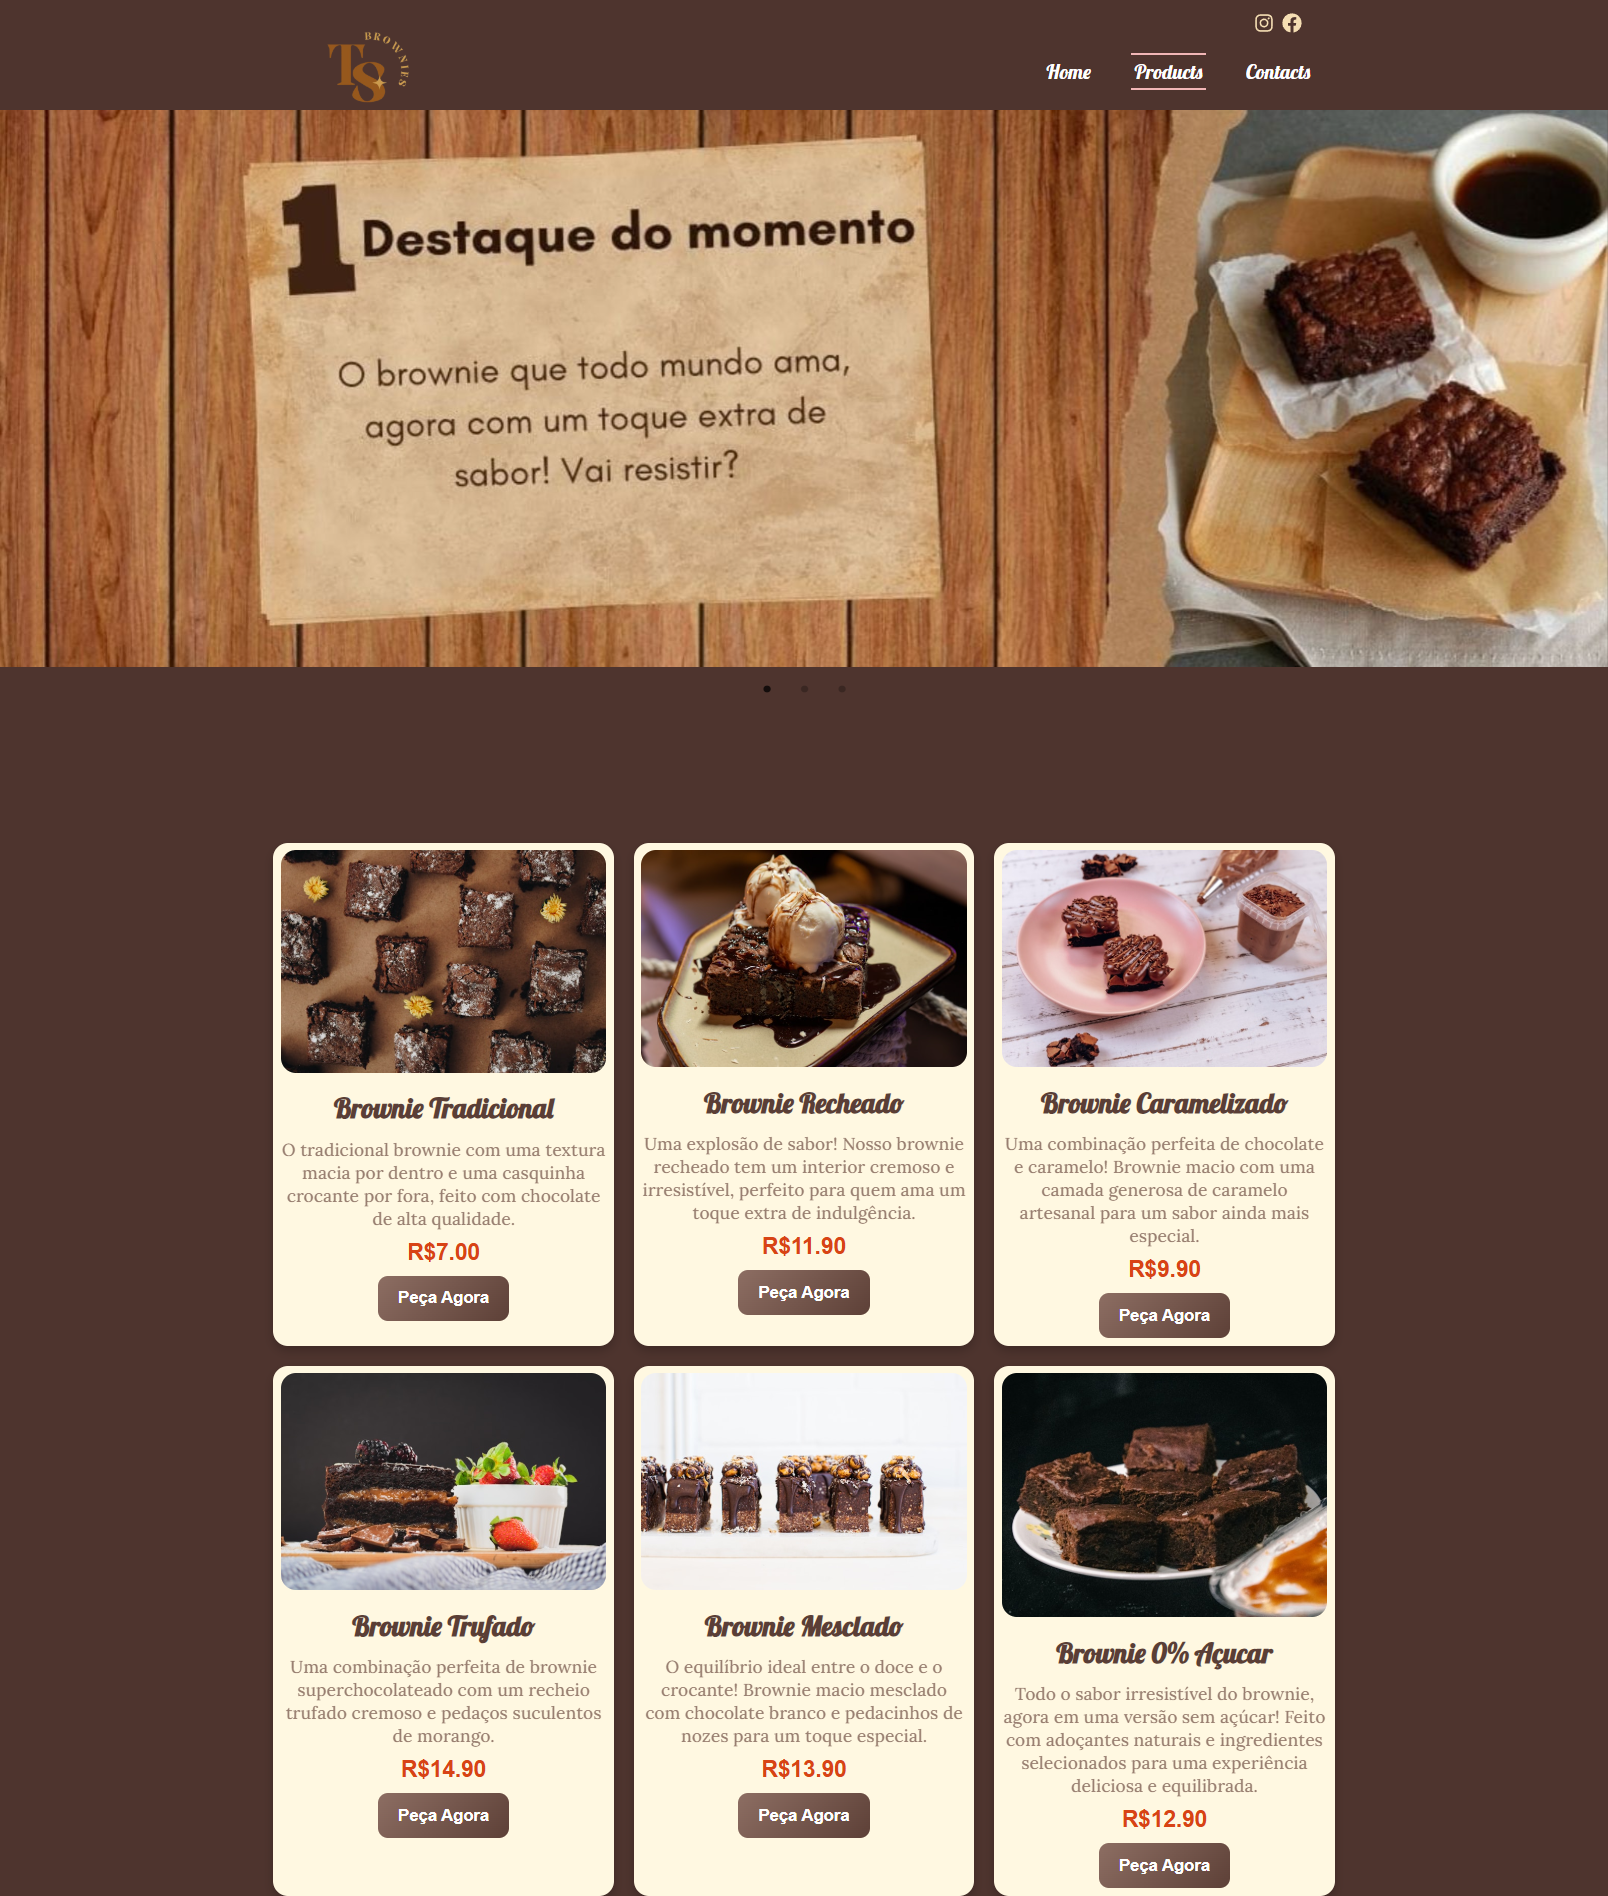 BROWNIES
TS
Home Products Contacts
1 Destaque do momento
O brownie que todo mundo ama,
agora com um toque extra de
sabor! Vai resistir?
Brownie Tradicional
O tradicional brownie com uma textura
macia por dentro e uma casquinha
crocante por fora, feito com chocolate
de alta qualidade.
R$7.00
Peça Agora
Brownie Recheado
Uma explosão de sabor! Nosso brownie
recheado tem um interior cremoso e
irresistível, perfeito para quem ama um
toque extra de indulgência.
R$11.90
Peça Agora
Brownie Caramelizado
Uma combinação perfeita de chocolate
e caramelo! Brownie macio com uma
camada generosa de caramelo
artesanal para um sabor ainda mais
especial.
R$9.90
Peça Agora
Brownie Trufado
Uma combinação perfeita de brownie
superchocolateado com um recheio
trufado cremoso e pedaços suculentos
de morango.
R$14.90
Peça Agora
Brownie Mesclado
O equilíbrio ideal entre o doce e o
crocante! Brownie macio mesclado
com chocolate branco e pedacinhos de
nozes para um toque especial.
R$13.90
Peça Agora
Brownie 0% Açucar
Todo o sabor irresistível do brownie,
agora em uma versão sem açúcar! Feito
com adoçantes naturais e ingredientes
selecionados para uma experiência
deliciosa e equilibrada.
R$12.90
Peça Agora